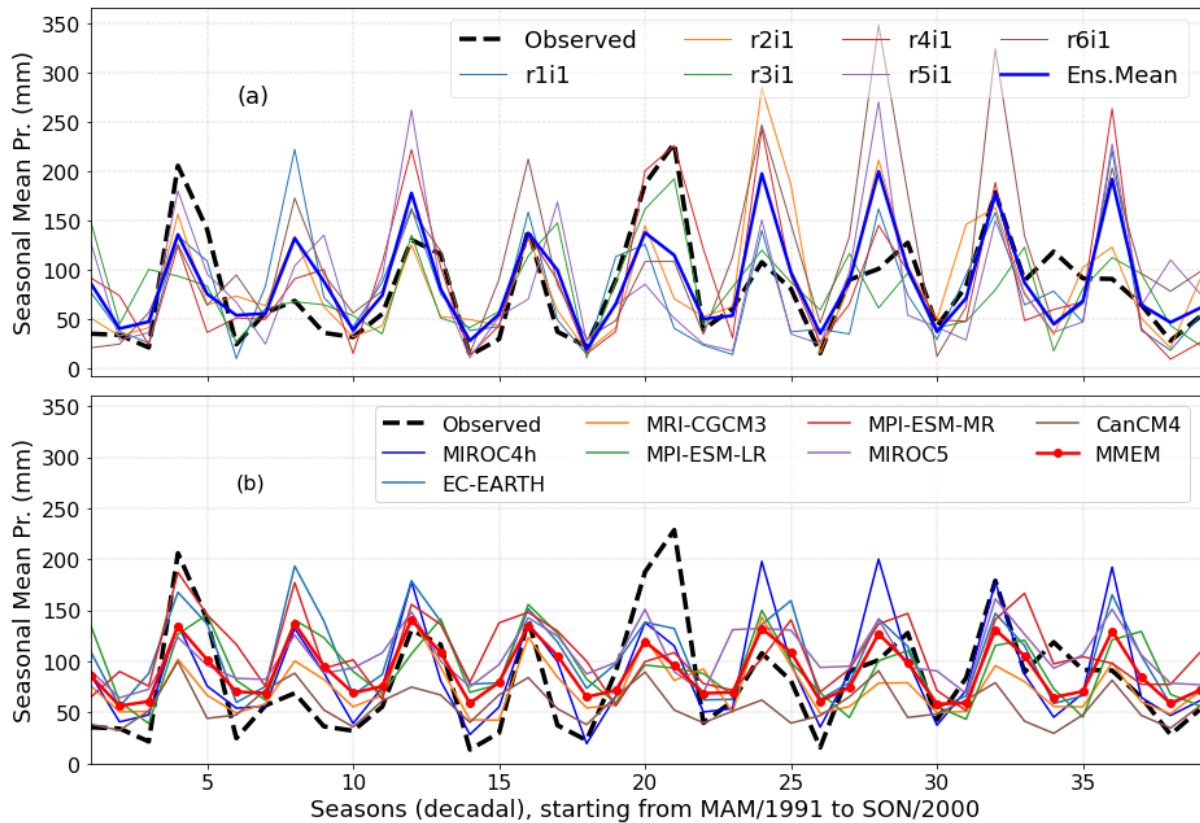 Seasonal Mean Pr. (mm)
350
300
250
200
150
100
50
0
(a)
Observed r2i1 r4i1 r6i1
r1i1 r3i1 r5i1 Ens.Mean
Seasonal Mean Pr. (mm)
350
300
250
200
150
100
50
0
(b)
Observed MRI-CGCM3 MPI-ESM-MR CanCM4
MIROC4h MPI-ESM-LR MIROC5 MMEM
EC-EARTH
5 10 15 20 25 30 35
Seasons (decadal), starting from MAM/1991 to SON/2000